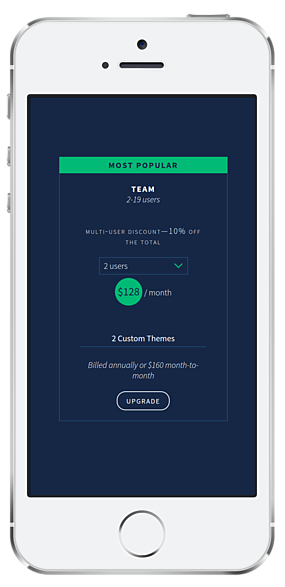 MOST POPULAR
TEAM
2-19 users
MULTI-USER DISCOUNT—10% OFF
THE TOTAL
2 users
$128 / month
2 Custom Themes
Billed annually or $160 month-to-
month
UPGRADE